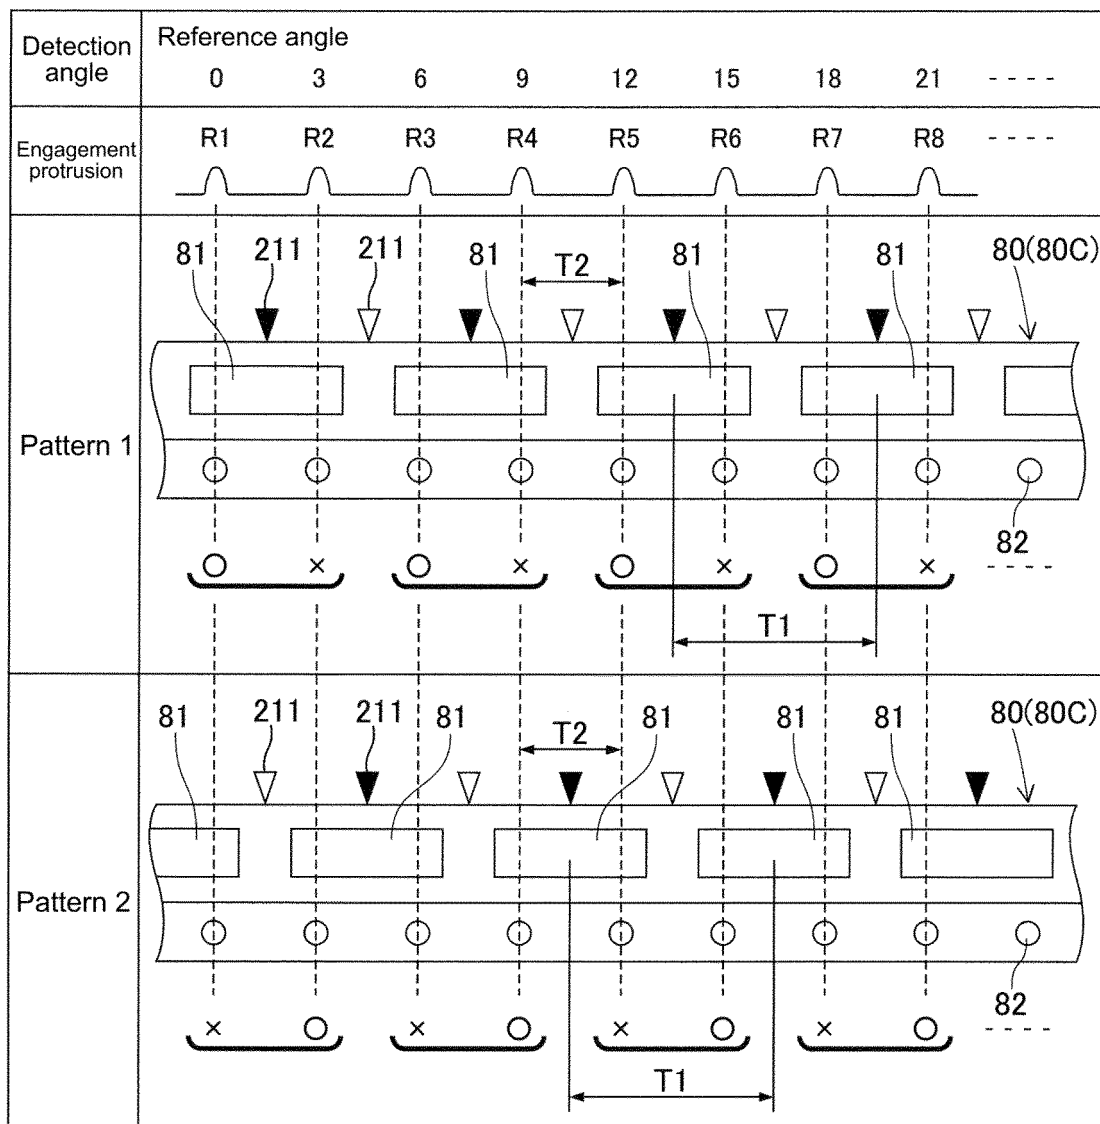 Detection angle
Reference angle
0 3 6 9 12 15 18 21 - - - -
Engagement protrusion
R1 R2 R3 R4 R5 R6 R7 R8 - - - -
Pattern 1
81 211 211 81 T2 81 81 80(80C)
82
○ × ○ × ○ × ○ × - - - -
T1
Pattern 2
81 211 211 81 T2 81 81 81 80(80C)
82
× ○ × ○ × ○ × ○ - - - -
T1